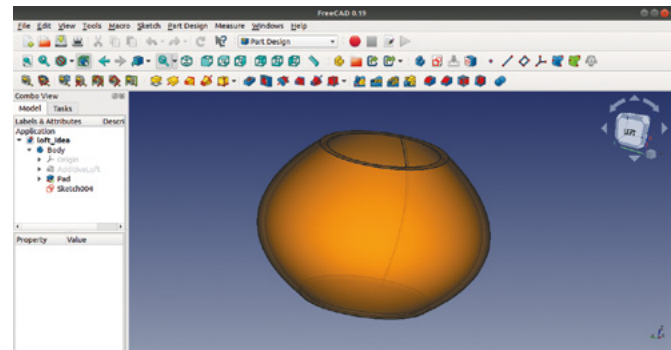 FreeCAD 0.19
File Edit View Tools Macro Sketch Part Design Measure Windows Help
Part Design
Combo View
Model Tasks
Labels & Attributes Descri
Application
loft_idea
Body
Origin
AdditiveLoft
Pad
Sketch004
Property Value
LEFT